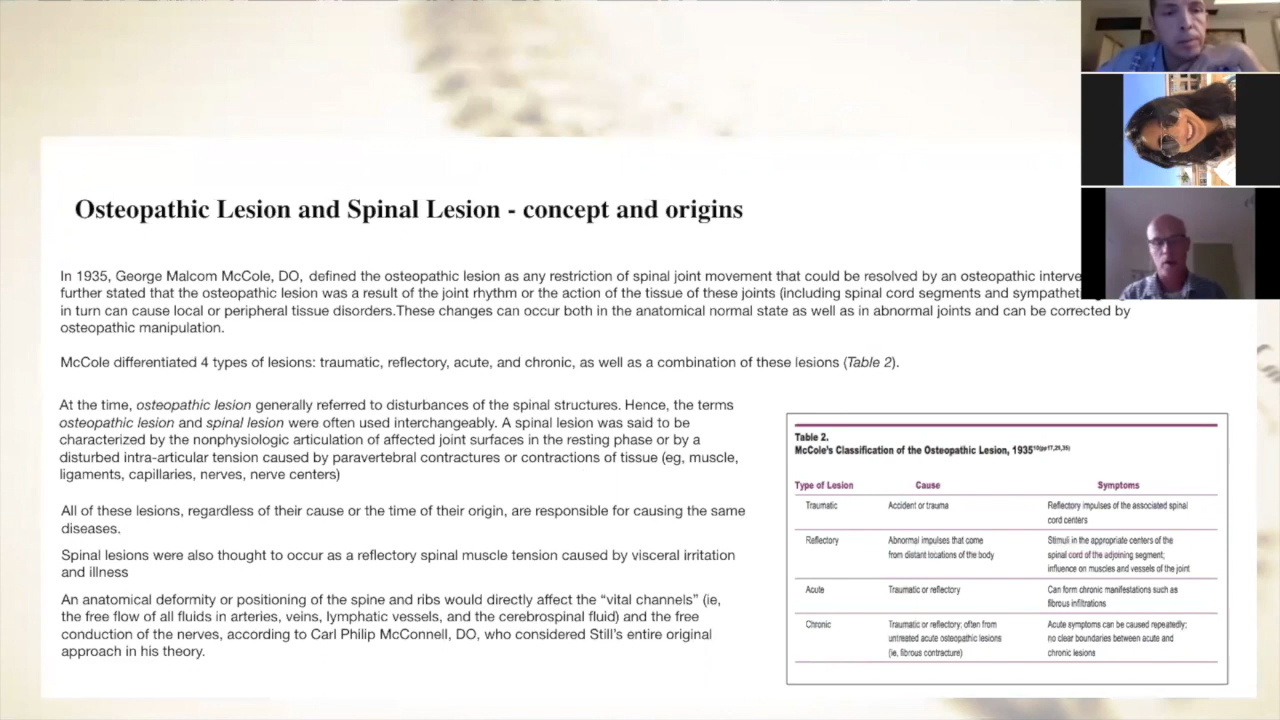 Osteopathic Lesion and Spinal Lesion - concept and origins
In 1935, George Malcom McCole, DO, defined the osteopathic lesion as any restriction of spinal joint movement that could be resolved by an osteopathic
further stated that the osteopathic lesion was a result of the joint rhythm or the action of the tissue of these joints (including spinal cord segments and
in turn can cause local or peripheral tissue disorders.These changes can occur both in the anatomical normal state as well as in abnormal joints and can be corrected by
osteopathic manipulation.
McCole differentiated 4 types of lesions: traumatic, reflectory, acute, and chronic, as well as a combination of these lesions (Table 2).
At the time, osteopathic lesion generally referred to disturbances of the spinal structures. Hence, the terms
osteopathic lesion and spinal lesion were often used interchangeably. A spinal lesion was said to be
characterized by the nonphysiologic articulation of affected joint surfaces in the resting phase or by a
disturbed intra-articular tension caused by paravertebral contractures or contractions of tissue (eg, muscle,
ligaments, capillaries, nerves, nerve centers)
All of these lesions, regardless of their cause or the time of their origin, are responsible for causing the same
diseases.
Spinal lesions were also thought to occur as a reflectory spinal muscle tension caused by visceral irritation
and illness
An anatomical deformity or positioning of the spine and ribs would directly affect the “vital channels” (ie,
the free flow of all fluids in arteries, veins, lymphatic vessels, and the cerebrospinal fluid) and the free
conduction of the nerves, according to Carl Philip McConnell, DO, who considered Still’s entire original
approach in his theory.
Table 2.
McCole’s Classification of the Osteopathic Lesion, 1935
Type of Lesion Cause Symptoms
Traumatic Accident or trauma Reflectory impulses of the associated spinal
cord centers
Reflectory Abnormal impulses that come Stimuli in the appropriate centers of the
from distant locations of the body spinal cord of the adjoining segment;
influence on muscles and vessels of the joint
Acute Traumatic or reflectory Can form chronic manifestations such as
fibrous infiltrations
Chronic Traumatic or reflectory; often from Acute symptoms can be caused repeatedly;
untreated acute osteopathic lesions no clear boundaries between acute and
(ie, fibrous contracture) chronic lesions